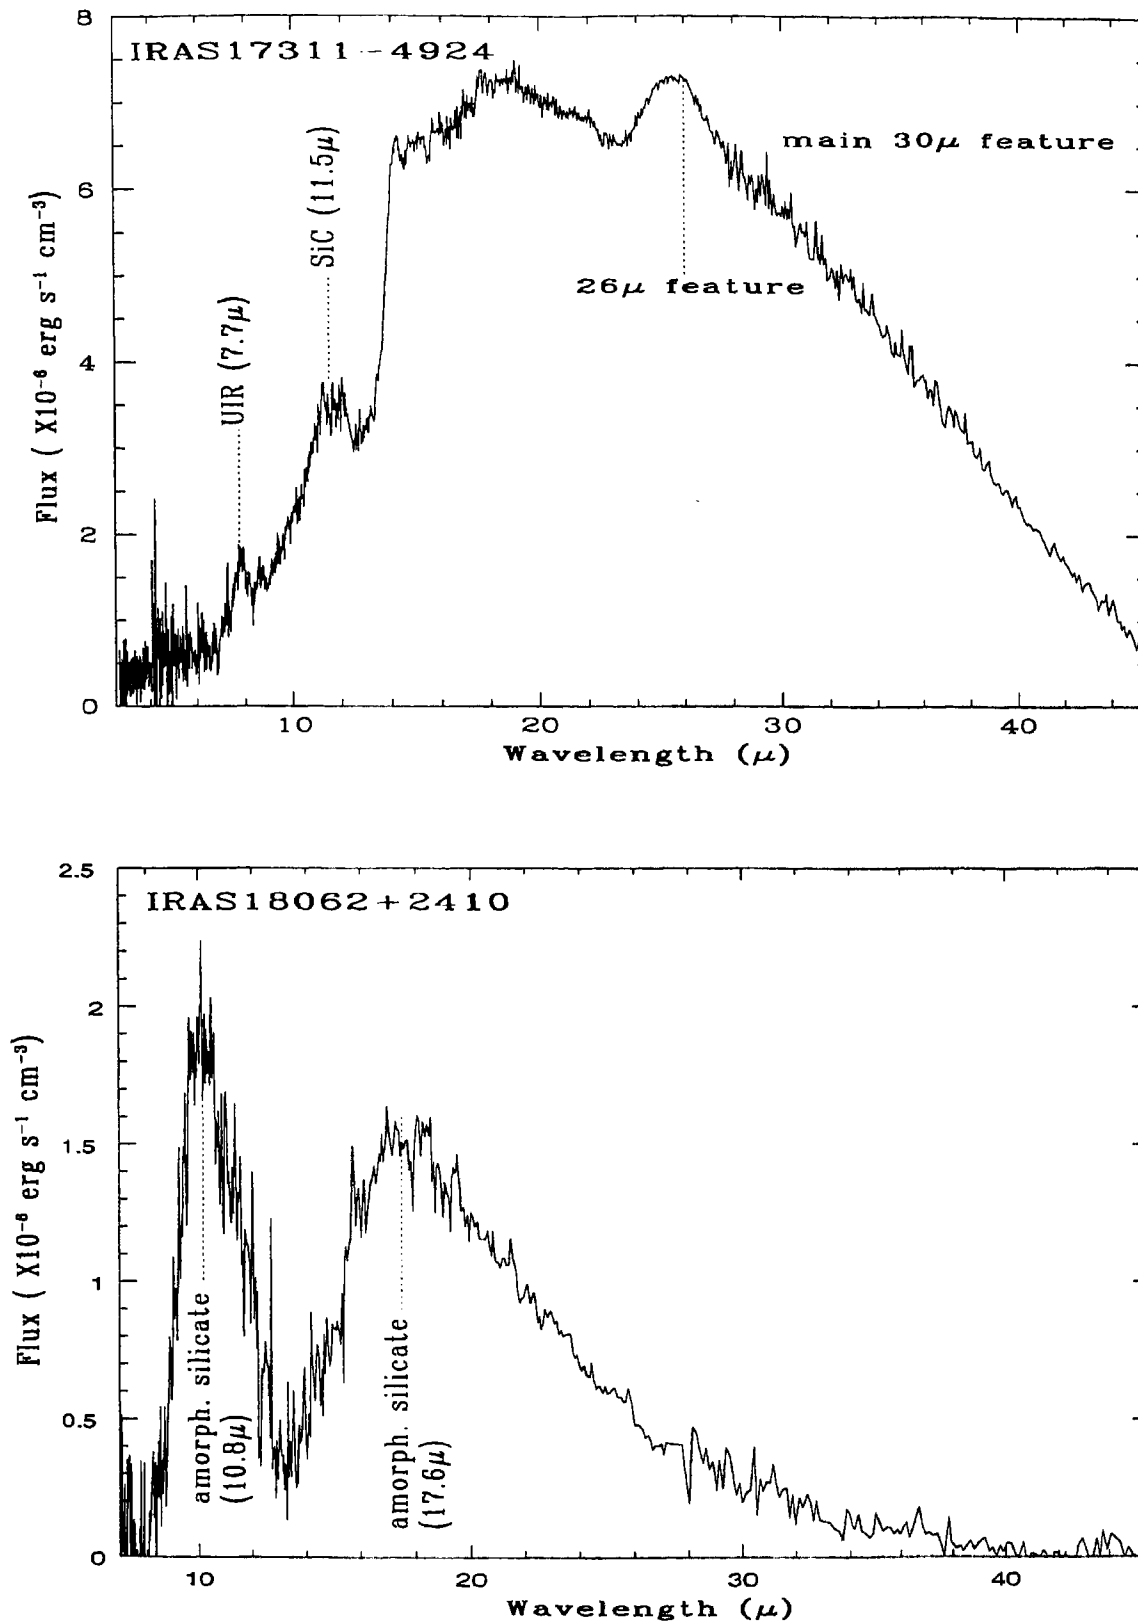 IRAS17311-4924
8
6
4
2
0
Flux ( X10⁻⁶ erg s⁻¹ cm⁻³)
UIR (7.7μ)
SiC (11.5μ)
main 30μ feature
26μ feature
10
20
30
40
Wavelength (μ)
IRAS18062+2410
2.5
2
1.5
1
0.5
0
Flux ( X10⁻⁶ erg s⁻¹ cm⁻³)
amorph. silicate
(10.8μ)
amorph. silicate
(17.6μ)
10
20
30
40
Wavelength (μ)